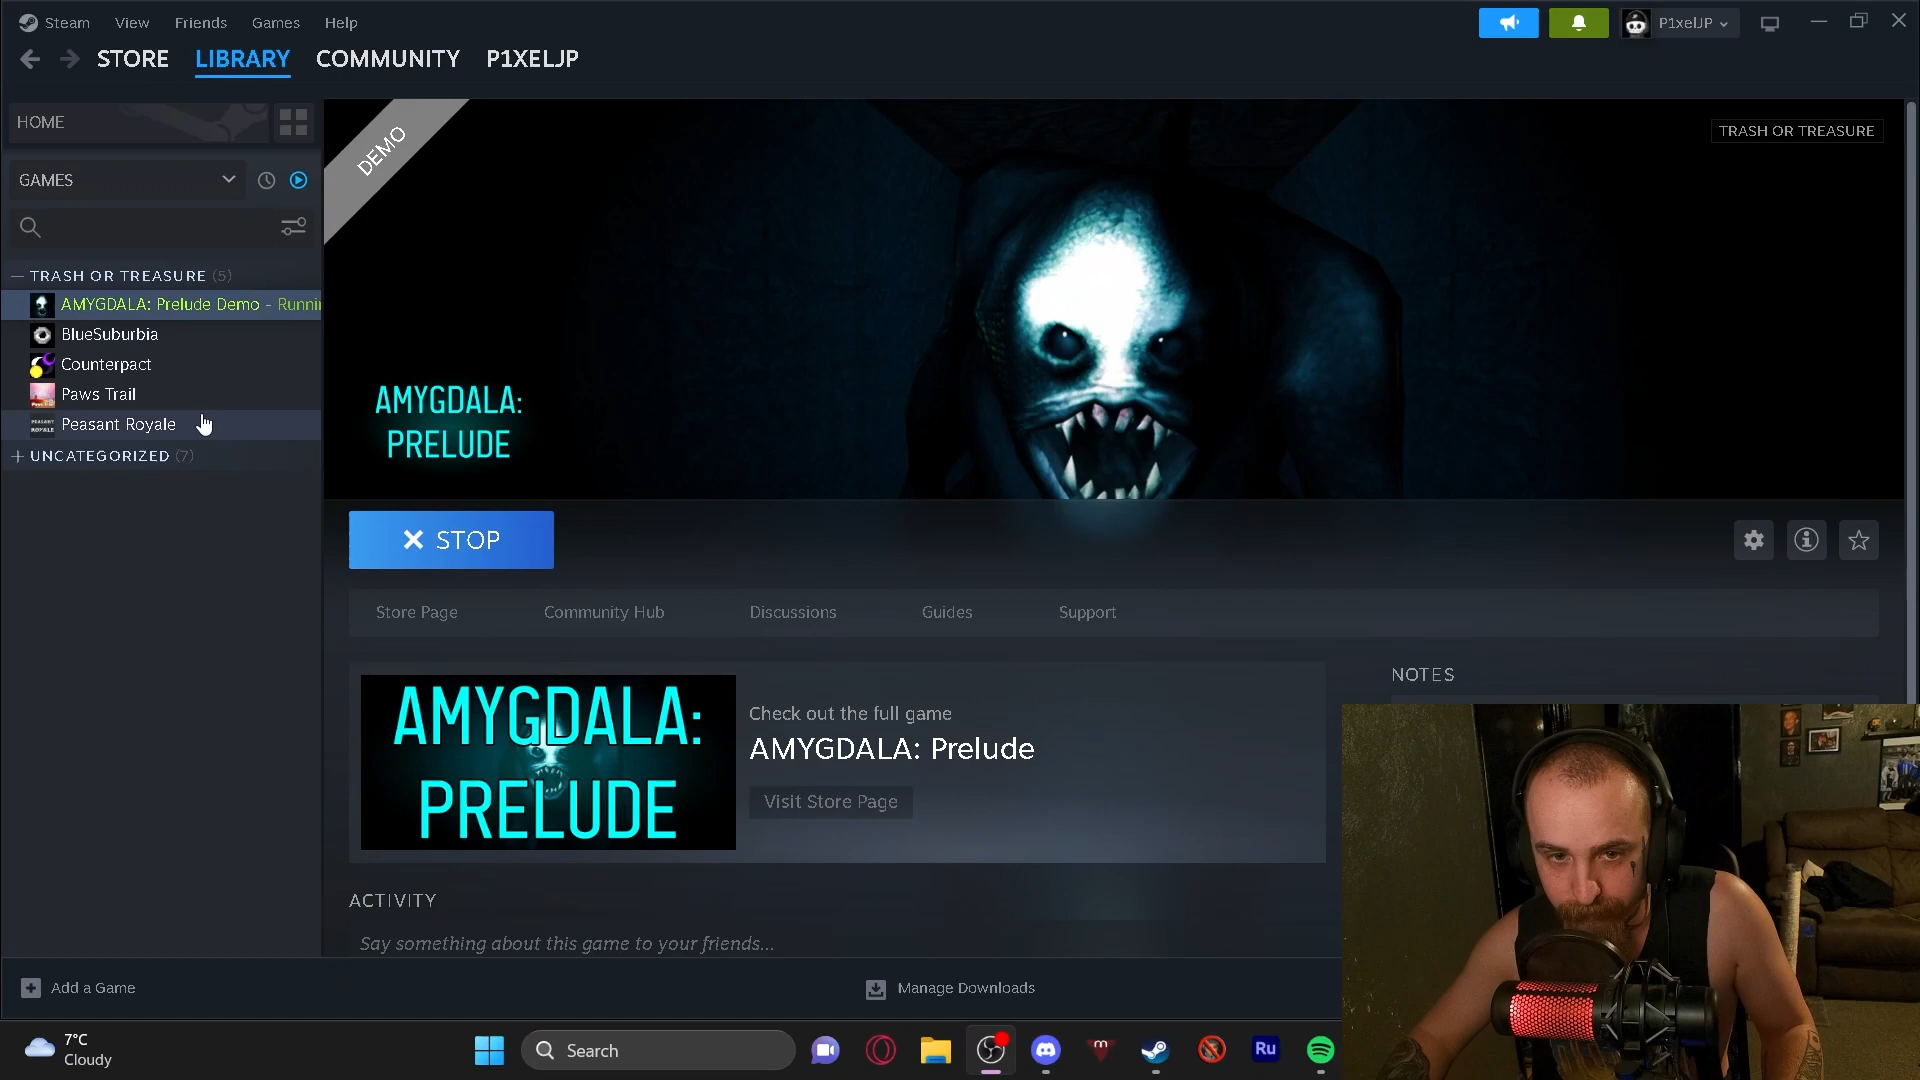 Steam View Friends Games Help P1xelJP
STORE LIBRARY COMMUNITY P1XELJP
HOME
DEMO
TRASH OR TREASURE
GAMES
TRASH OR TREASURE (5)
AMYGDALA: Prelude Demo - Runnin
BlueSuburbia
Counterpact
Paws Trail
Peasant Royale
UNCATEGORIZED (7)
AMYGDALA:
PRELUDE
STOP
Store Page Community Hub Discussions Guides Support
NOTES
AMYGDALA:
PRELUDE
Check out the full game
AMYGDALA: Prelude
Visit Store Page
ACTIVITY
Say something about this game to your friends...
Add a Game Manage Downloads
7°C
Cloudy
Search
Ru